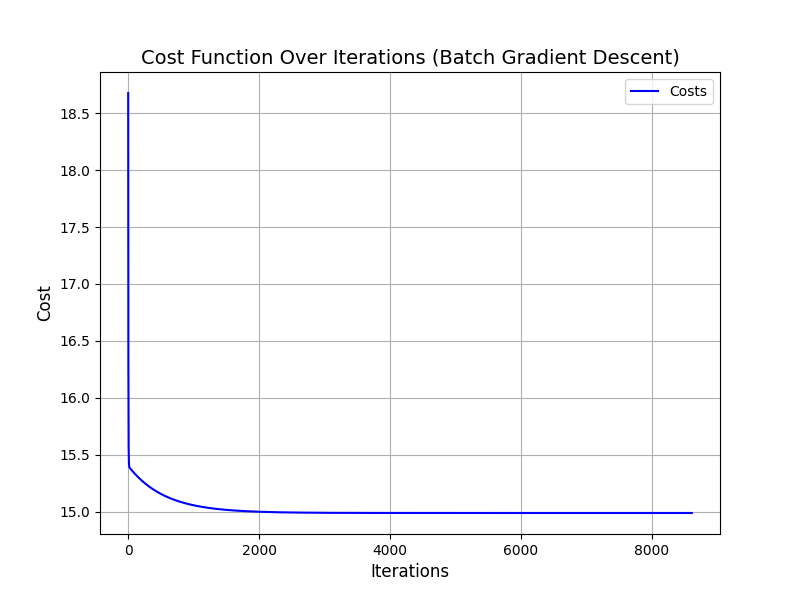 Cost Function Over Iterations (Batch Gradient Descent)
Costs
18.5
18.0
17.5
17.0
16.5
16.0
15.5
15.0
Cost
0 2000 4000 6000 8000
Iterations